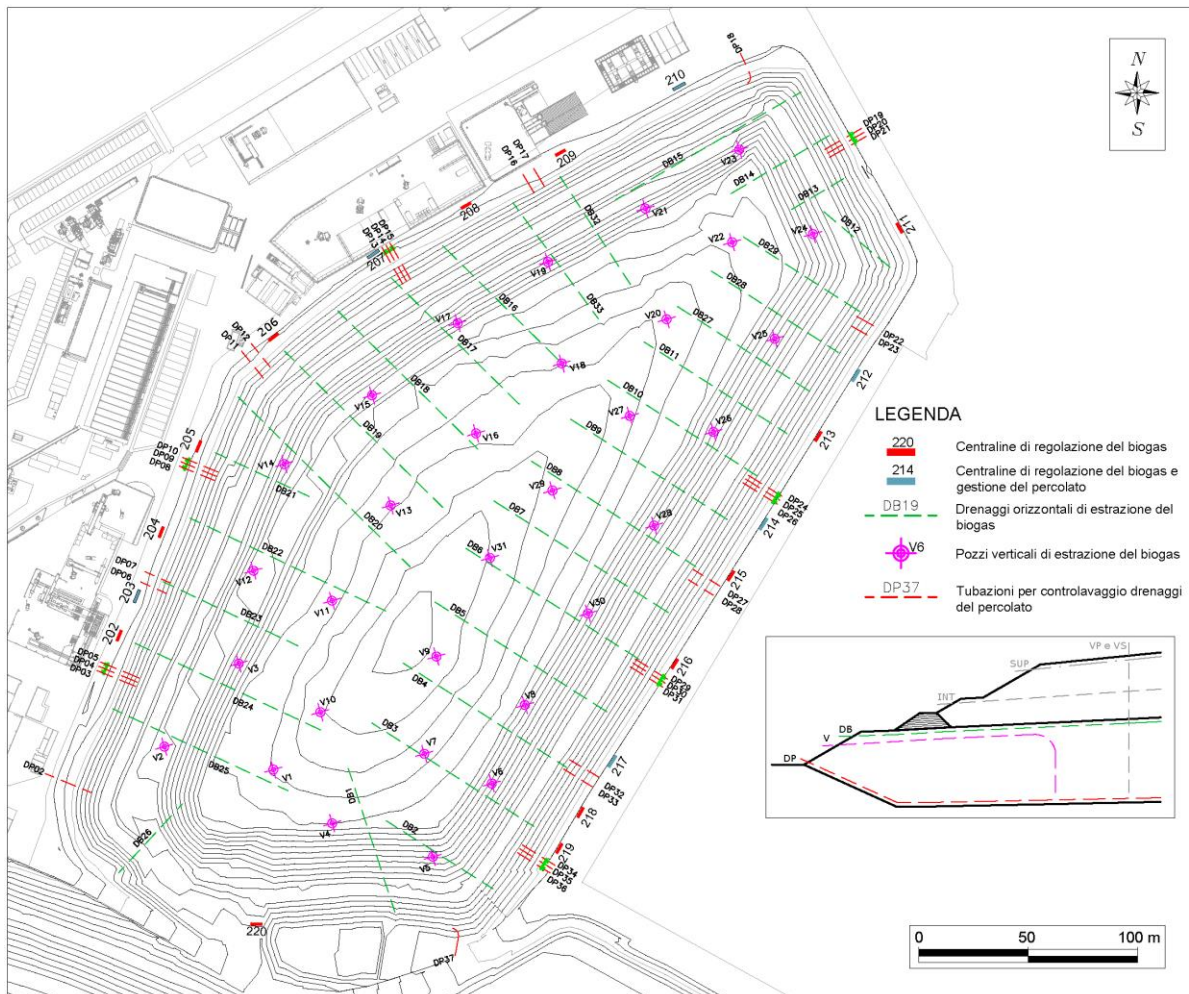 N
S
DP18
210
DP19
DP20
DP21
209
DP17
DP16
DB15
V23
DB14
DB13
DB12
V24
211
208
DB32
V21
V22
DB29
DP15
DP14
DP13
207
V19
DB16
DB33
DB28
V20
DB27
V25
DP22
DP23
206
DP12
DP11
V17
DB17
V18
DB11
212
DB18
V15
DB10
V27
V26
DB9
213
DB19
V16
205
DP10
DP09
DP08
V14
DB21
DB8
V29
V13
DB20
DB7
V28
DP24
DP25
DP26
214
204
DP07
DP06
203
DB22
V12
DB6
V31
215
DP27
DP28
V11
DB5
V30
DB23
202
DP05
DP04
DP03
V3
V9
DB4
216
DP29
DP30
DP31
DB24
V10
DB3
V8
V2
DB25
V1
V7
V6
217
DP32
DP33
DP02
DB1
V4
DB2
V5
218
219
DP34
DP35
DP36
DB26
220
DP37
LEGENDA
220 Centraline di regolazione del biogas
214 Centraline di regolazione del biogas e
gestione del percolato
DB19 Drenaggi orizzontali di estrazione del
biogas
V6 Pozzi verticali di estrazione del biogas
DP37 Tubazioni per controlavaggio drenaggi
del percolato
VP e VS
SUP
INT
DB
V
DP
0 50 100 m